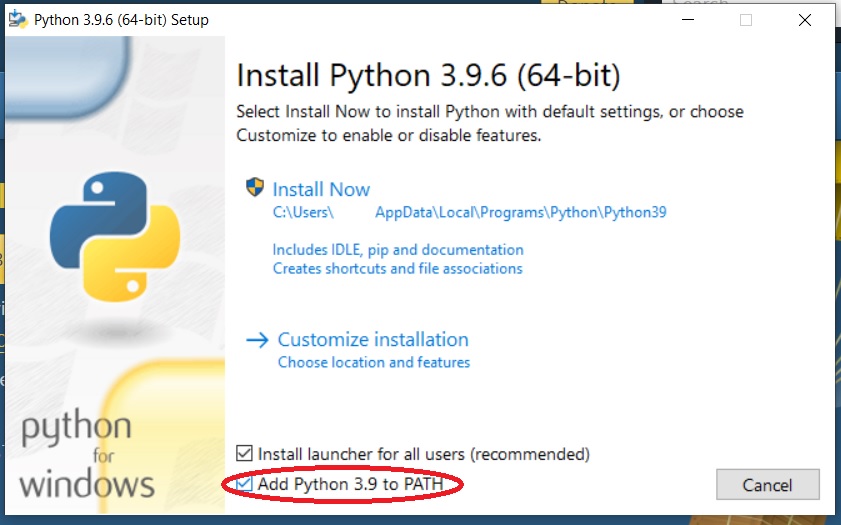 Python 3.9.6 (64-bit) Setup
Install Python 3.9.6 (64-bit)
Select Install Now to install Python with default settings, or choose
Customize to enable or disable features.
Install Now
C:\Users\ AppData\Local\Programs\Python\Python39
Includes IDLE, pip and documentation
Creates shortcuts and file associations
Customize installation
Choose location and features
python
for
windows
Install launcher for all users (recommended)
Add Python 3.9 to PATH
Cancel